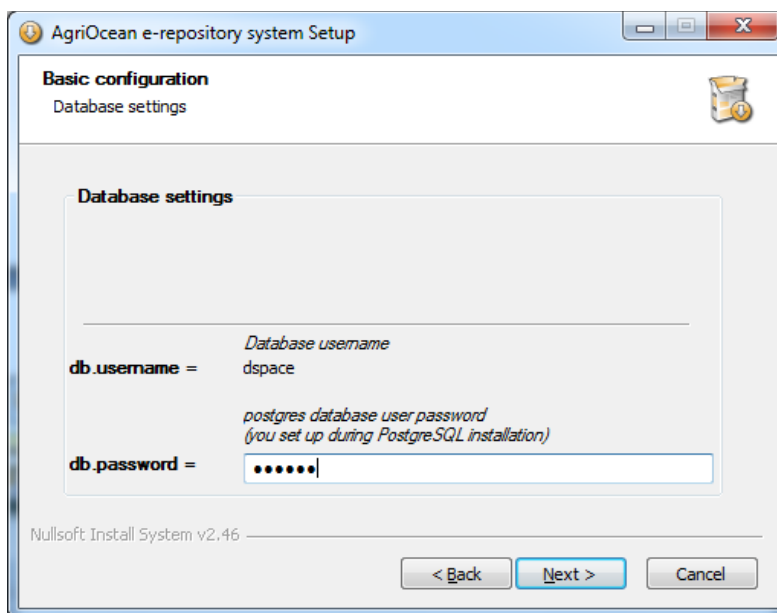 AgriOcean e-repository system Setup
Basic configuration
Database settings
Database settings
Database username
db.username = dspace
postgres database user password
(you set up during PostgreSQL installation)
db.password = ••••••
Nullsoft Install System v2.46
< Back Next > Cancel